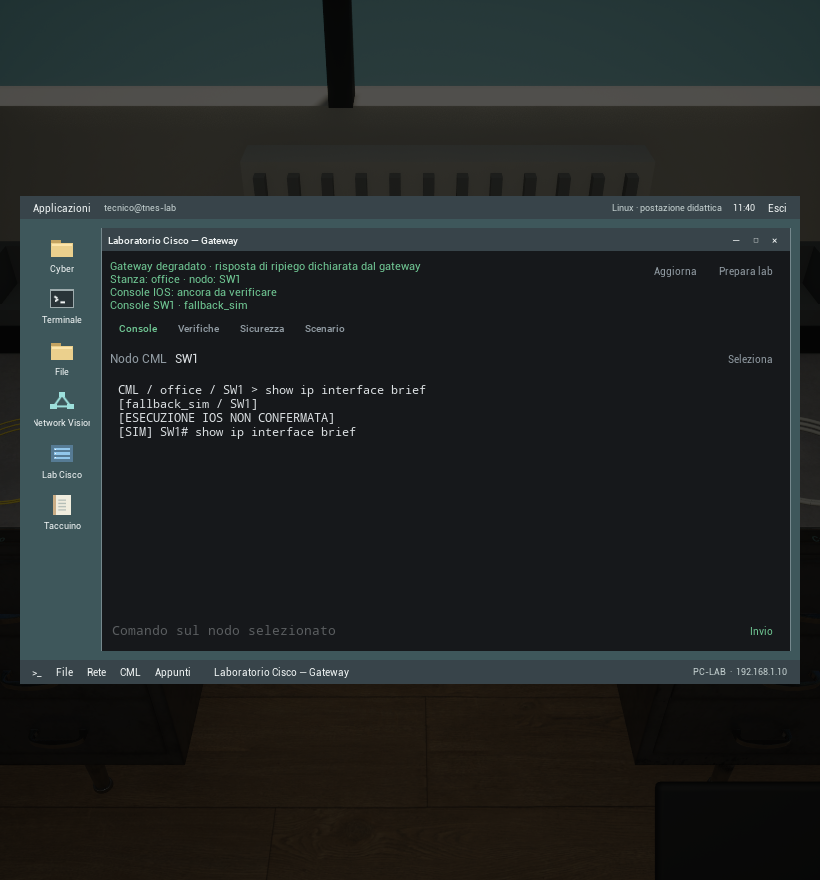 Applicazioni tecnico@tnes-lab Linux · postazione didattica 11:40 Esci
Cyber
Terminale
File
Network Vision
Lab Cisco
Taccuino
Laboratorio Cisco — Gateway
Gateway degradato · risposta di ripiego dichiarata dal gateway
Stanza: office · nodo: SW1
Console IOS: ancora da verificare
Console SW1 · fallback_sim
Aggiorna Prepara lab
Console Verifiche Sicurezza Scenario
Nodo CML SW1 Seleziona
CML / office / SW1 > show ip interface brief
[fallback_sim / SW1]
[ESECUZIONE IOS NON CONFERMATA]
[SIM] SW1# show ip interface brief
Comando sul nodo selezionato Invio
>_ File Rete CML Appunti Laboratorio Cisco — Gateway PC-LAB · 192.168.1.10